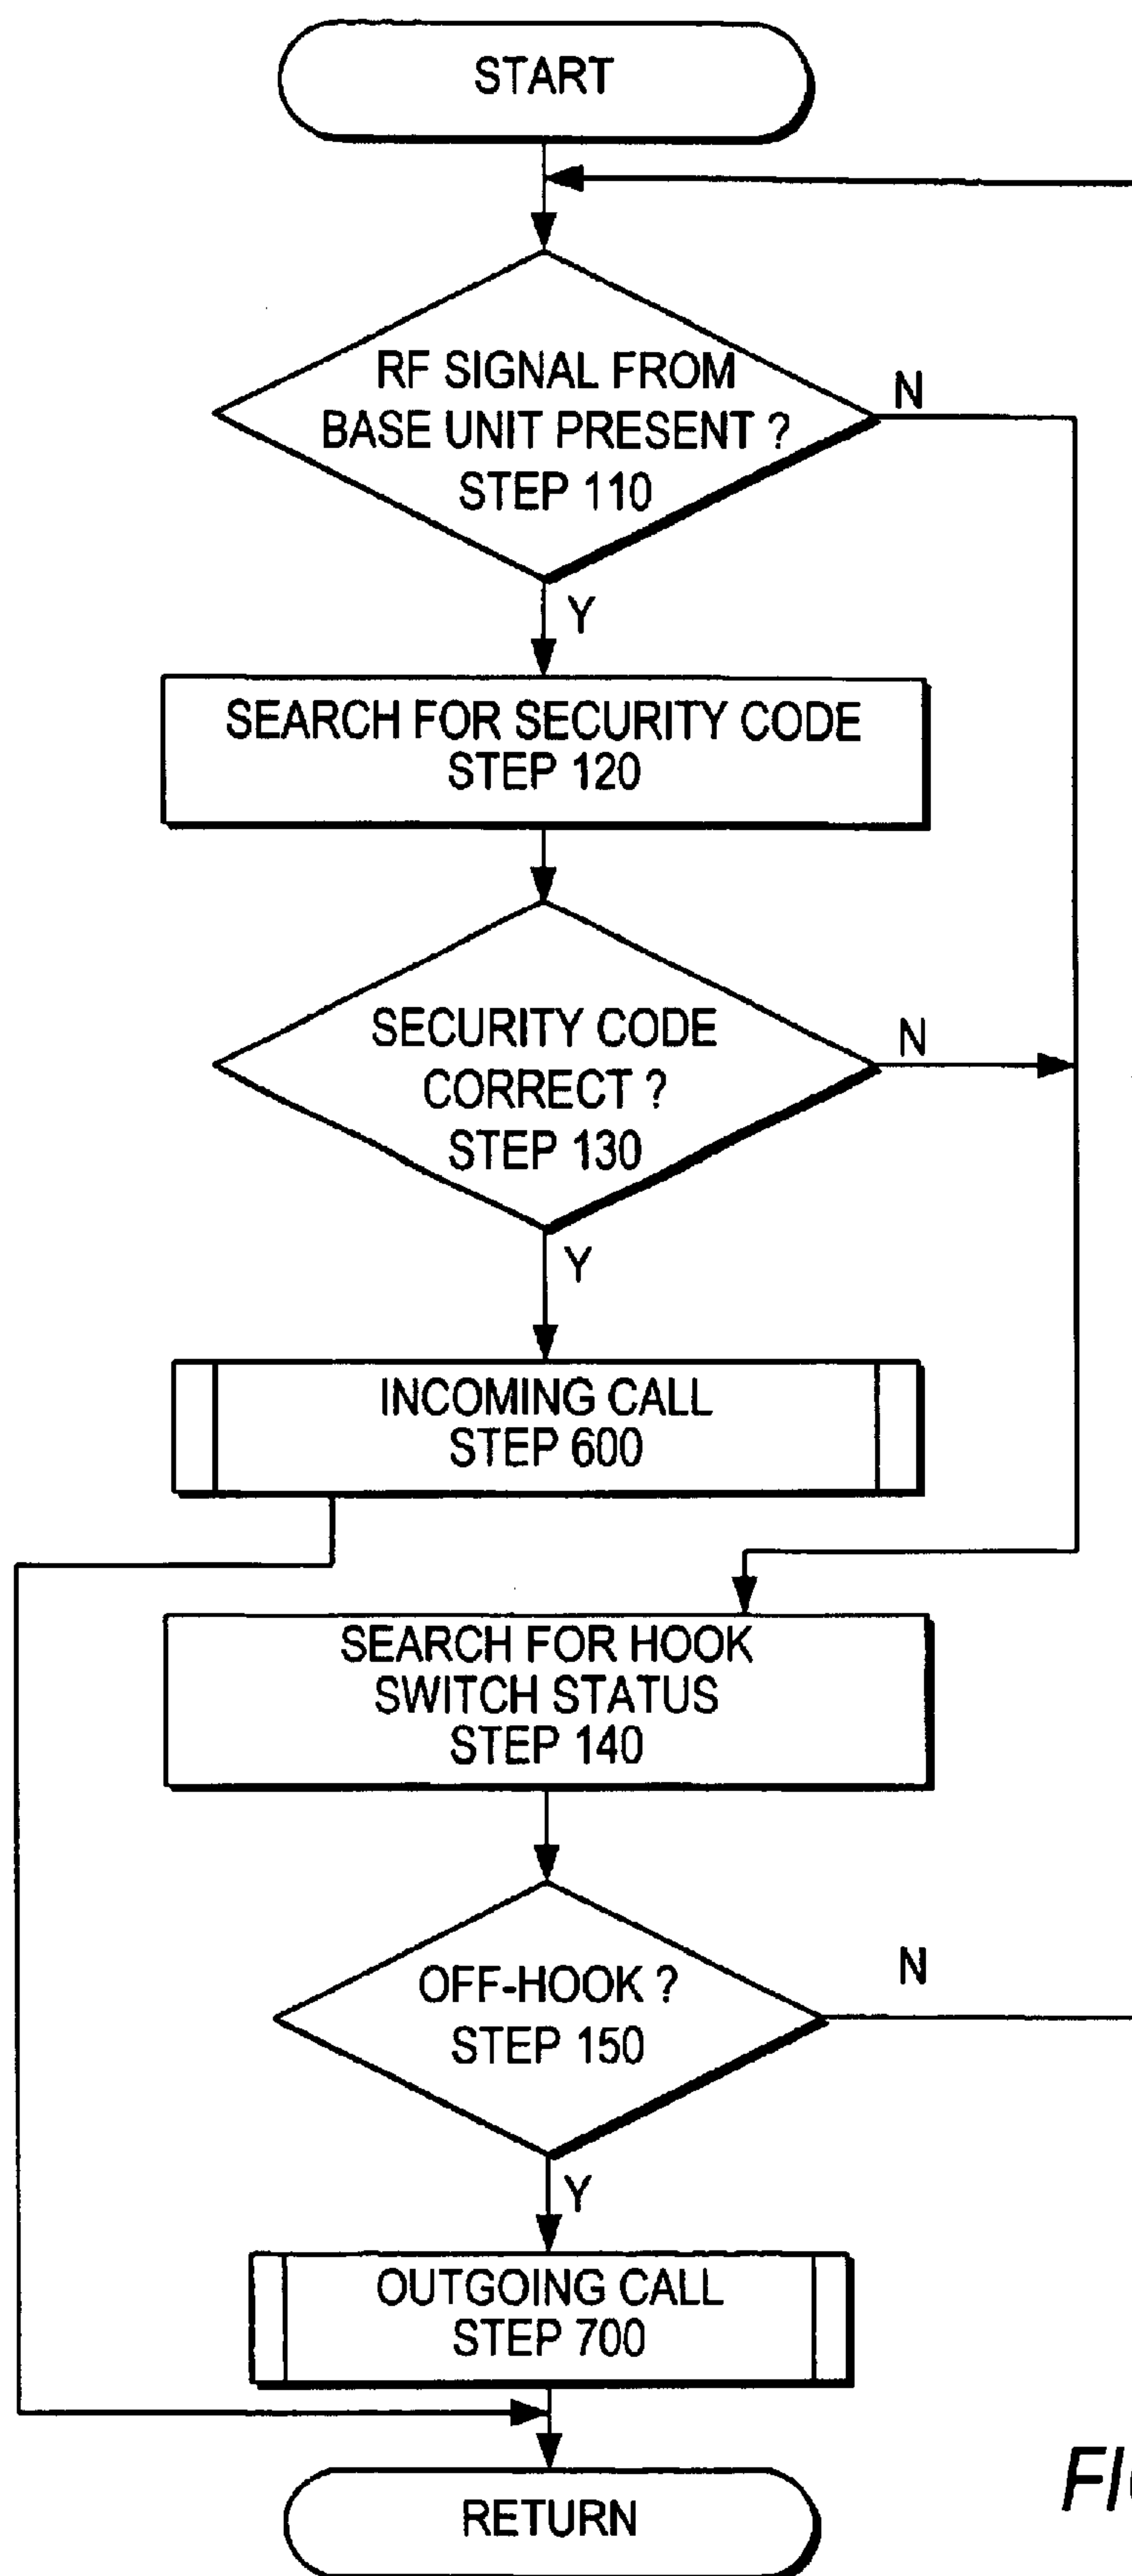 START
RF SIGNAL FROM
BASE UNIT PRESENT ?
STEP 110
N
Y
SEARCH FOR SECURITY CODE
STEP 120
SECURITY CODE
CORRECT ?
STEP 130
N
Y
INCOMING CALL
STEP 600
SEARCH FOR HOOK
SWITCH STATUS
STEP 140
OFF-HOOK ?
STEP 150
N
Y
OUTGOING CALL
STEP 700
RETURN